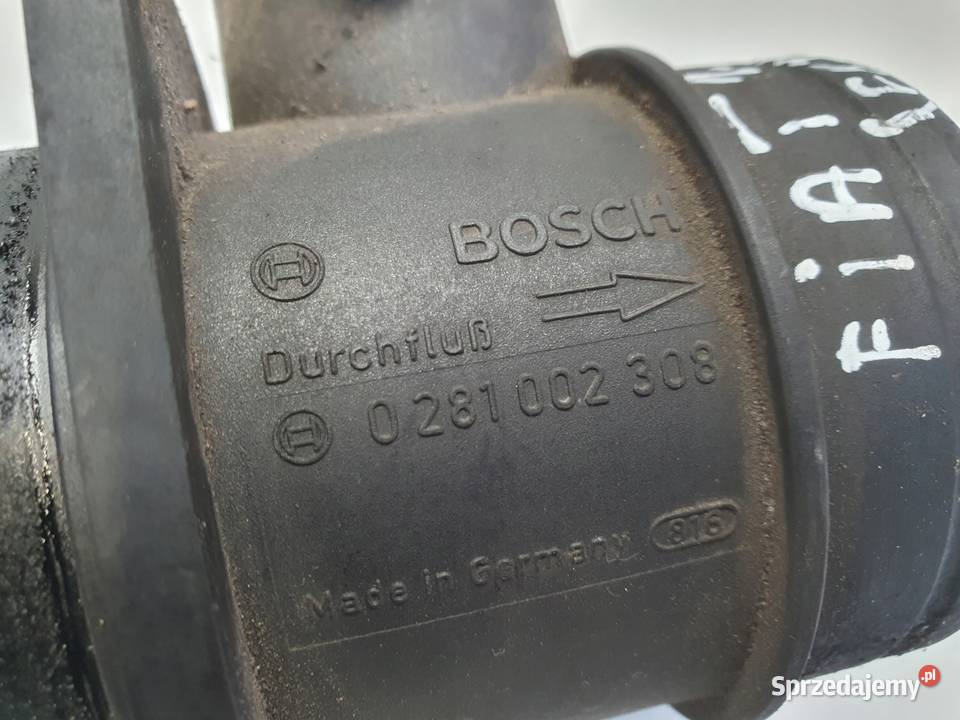 BOSCH
Durchfluß
0 281 002 308
Made in Germany 816
FiAT
Sprzedajemy.pl